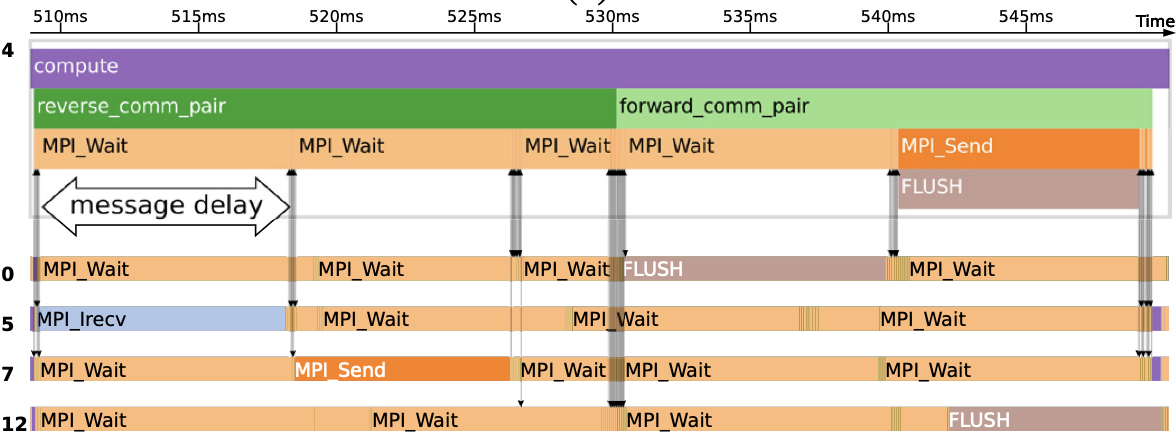 510ms 515ms 520ms 525ms 530ms 535ms 540ms 545ms Time
4
compute
reverse_comm_pair forward_comm_pair
MPI_Wait MPI_Wait MPI_Wait MPI_Wait MPI_Send
FLUSH
message delay
0 MPI_Wait MPI_Wait MPI_Wait FLUSH MPI_Wait
5 MPI_Irecv MPI_Wait MPI_Wait MPI_Wait
7 MPI_Wait MPI_Send MPI_Wait MPI_Wait MPI_Wait
12 MPI_Wait MPI_Wait MPI_Wait FLUSH